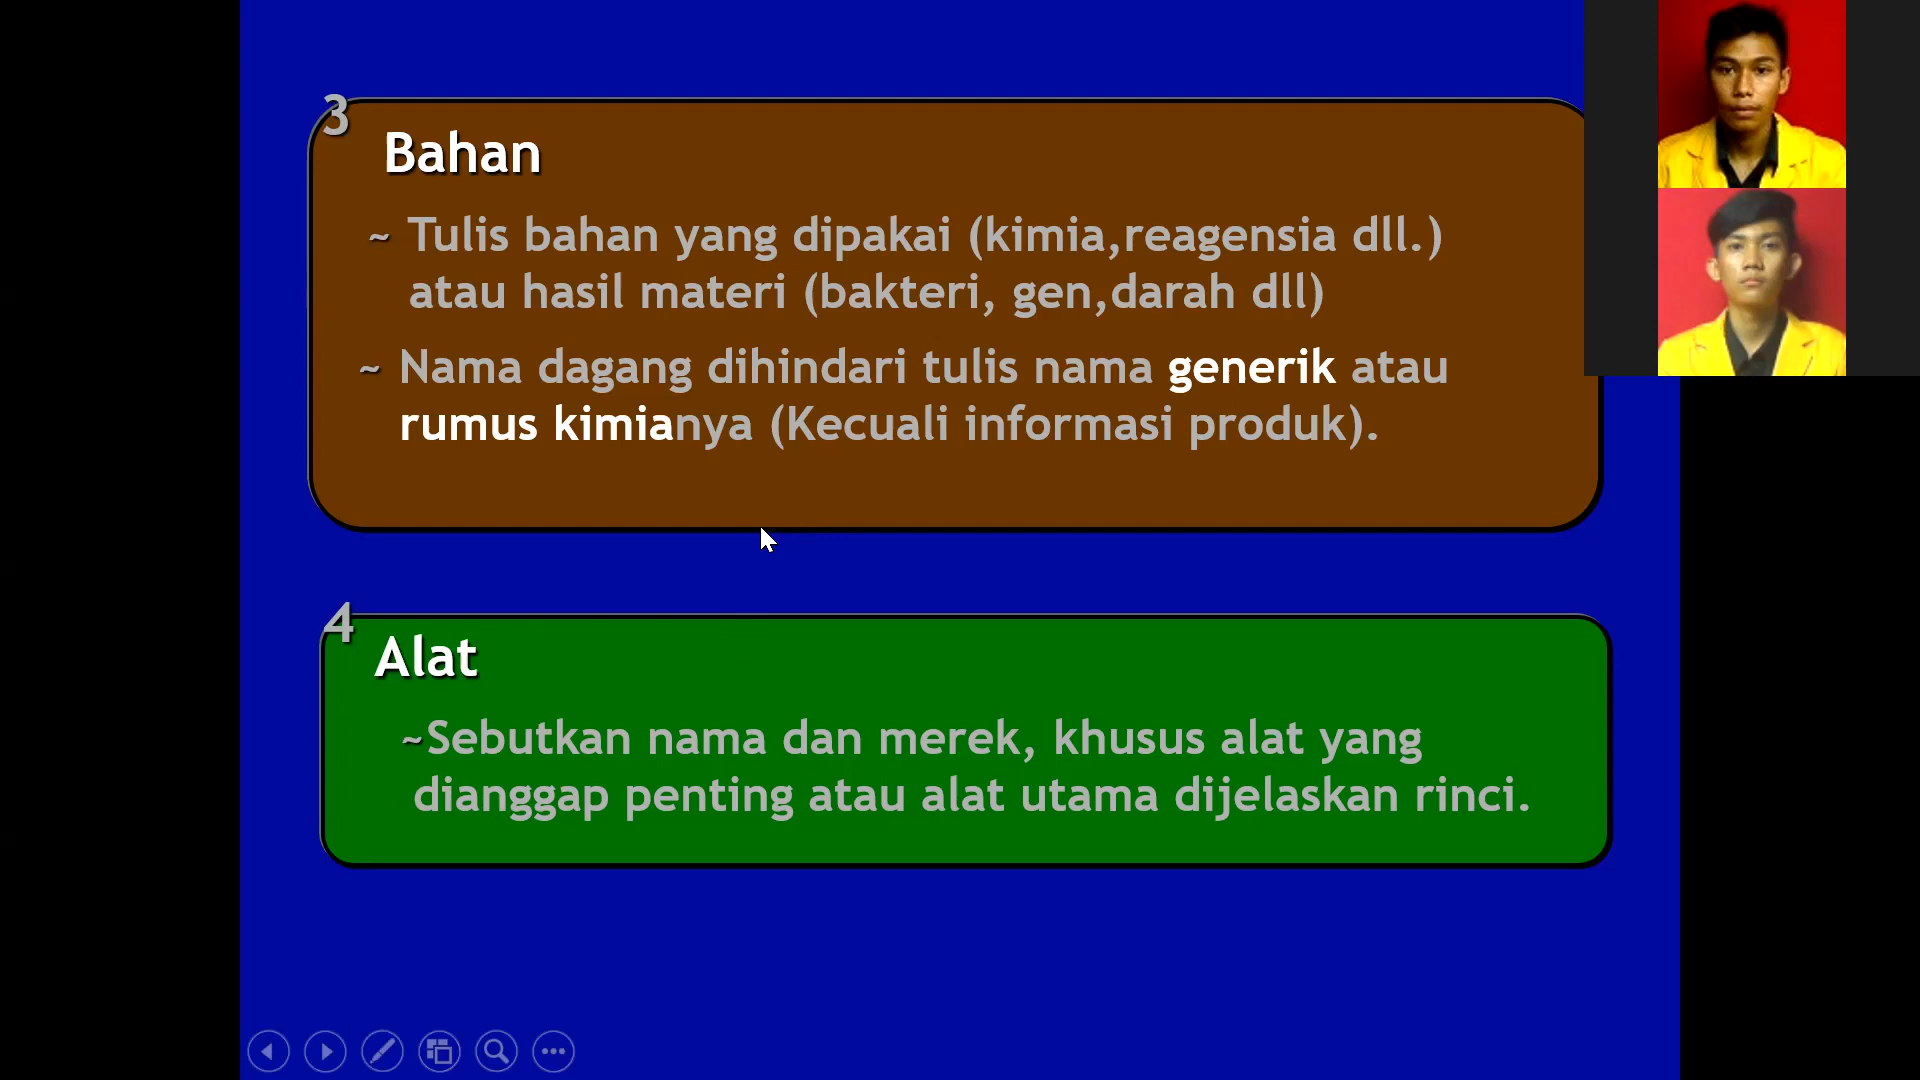 3
Bahan
~ Tulis bahan yang dipakai (kimia,reagensia dll.)
atau hasil materi (bakteri, gen,darah dll)
~ Nama dagang dihindari tulis nama generik atau
rumus kimianya (Kecuali informasi produk).
4
Alat
~Sebutkan nama dan merek, khusus alat yang
dianggap penting atau alat utama dijelaskan rinci.